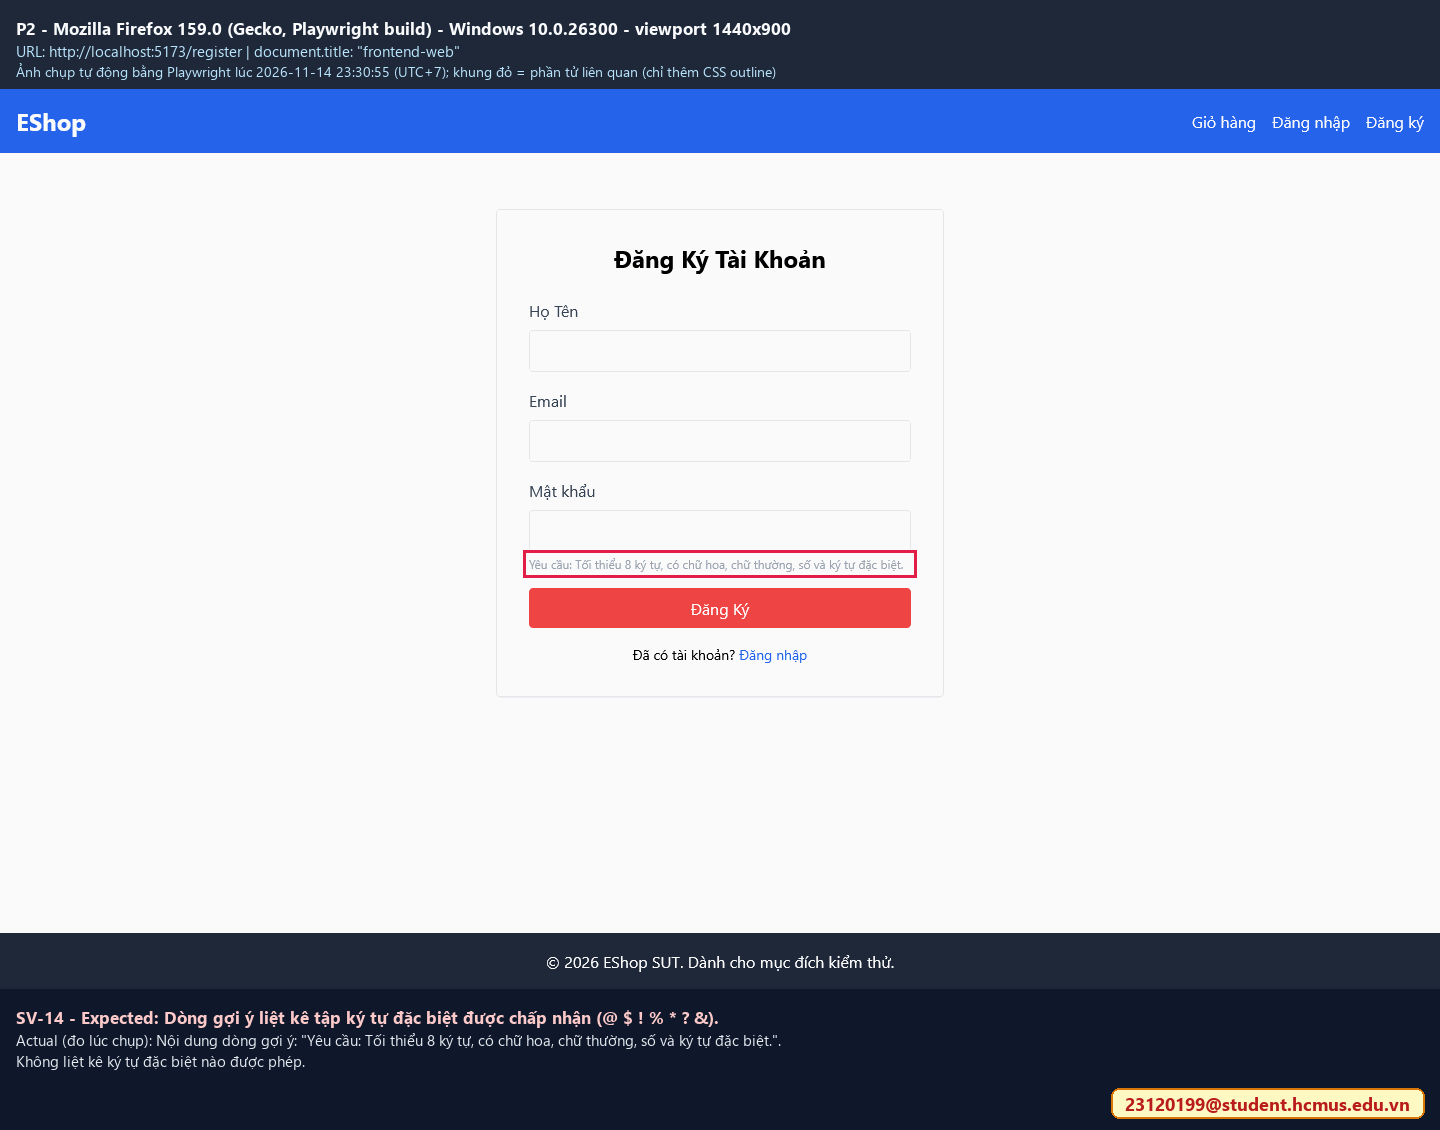 P2 - Mozilla Firefox 159.0 (Gecko, Playwright build) - Windows 10.0.26300 - viewport 1440x900
URL: http://localhost:5173/register | document.title: "frontend-web"
Ảnh chụp tự động bằng Playwright lúc 2026-11-14 23:30:55 (UTC+7); khung đỏ = phần tử liên quan (chỉ thêm CSS outline)
EShop
Giỏ hàng
Đăng nhập
Đăng ký
Đăng Ký Tài Khoản
Họ Tên
Email
Mật khẩu
Yêu cầu: Tối thiểu 8 ký tự, có chữ hoa, chữ thường, số và ký tự đặc biệt.
Đăng Ký
Đã có tài khoản? Đăng nhập
© 2026 EShop SUT. Dành cho mục đích kiểm thử.
SV-14 - Expected: Dòng gợi ý liệt kê tập ký tự đặc biệt được chấp nhận (@ $ ! % * ? &).
Actual (đo lúc chụp): Nội dung dòng gợi ý: "Yêu cầu: Tối thiểu 8 ký tự, có chữ hoa, chữ thường, số và ký tự đặc biệt.".
Không liệt kê ký tự đặc biệt nào được phép.
23120199@student.hcmus.edu.vn